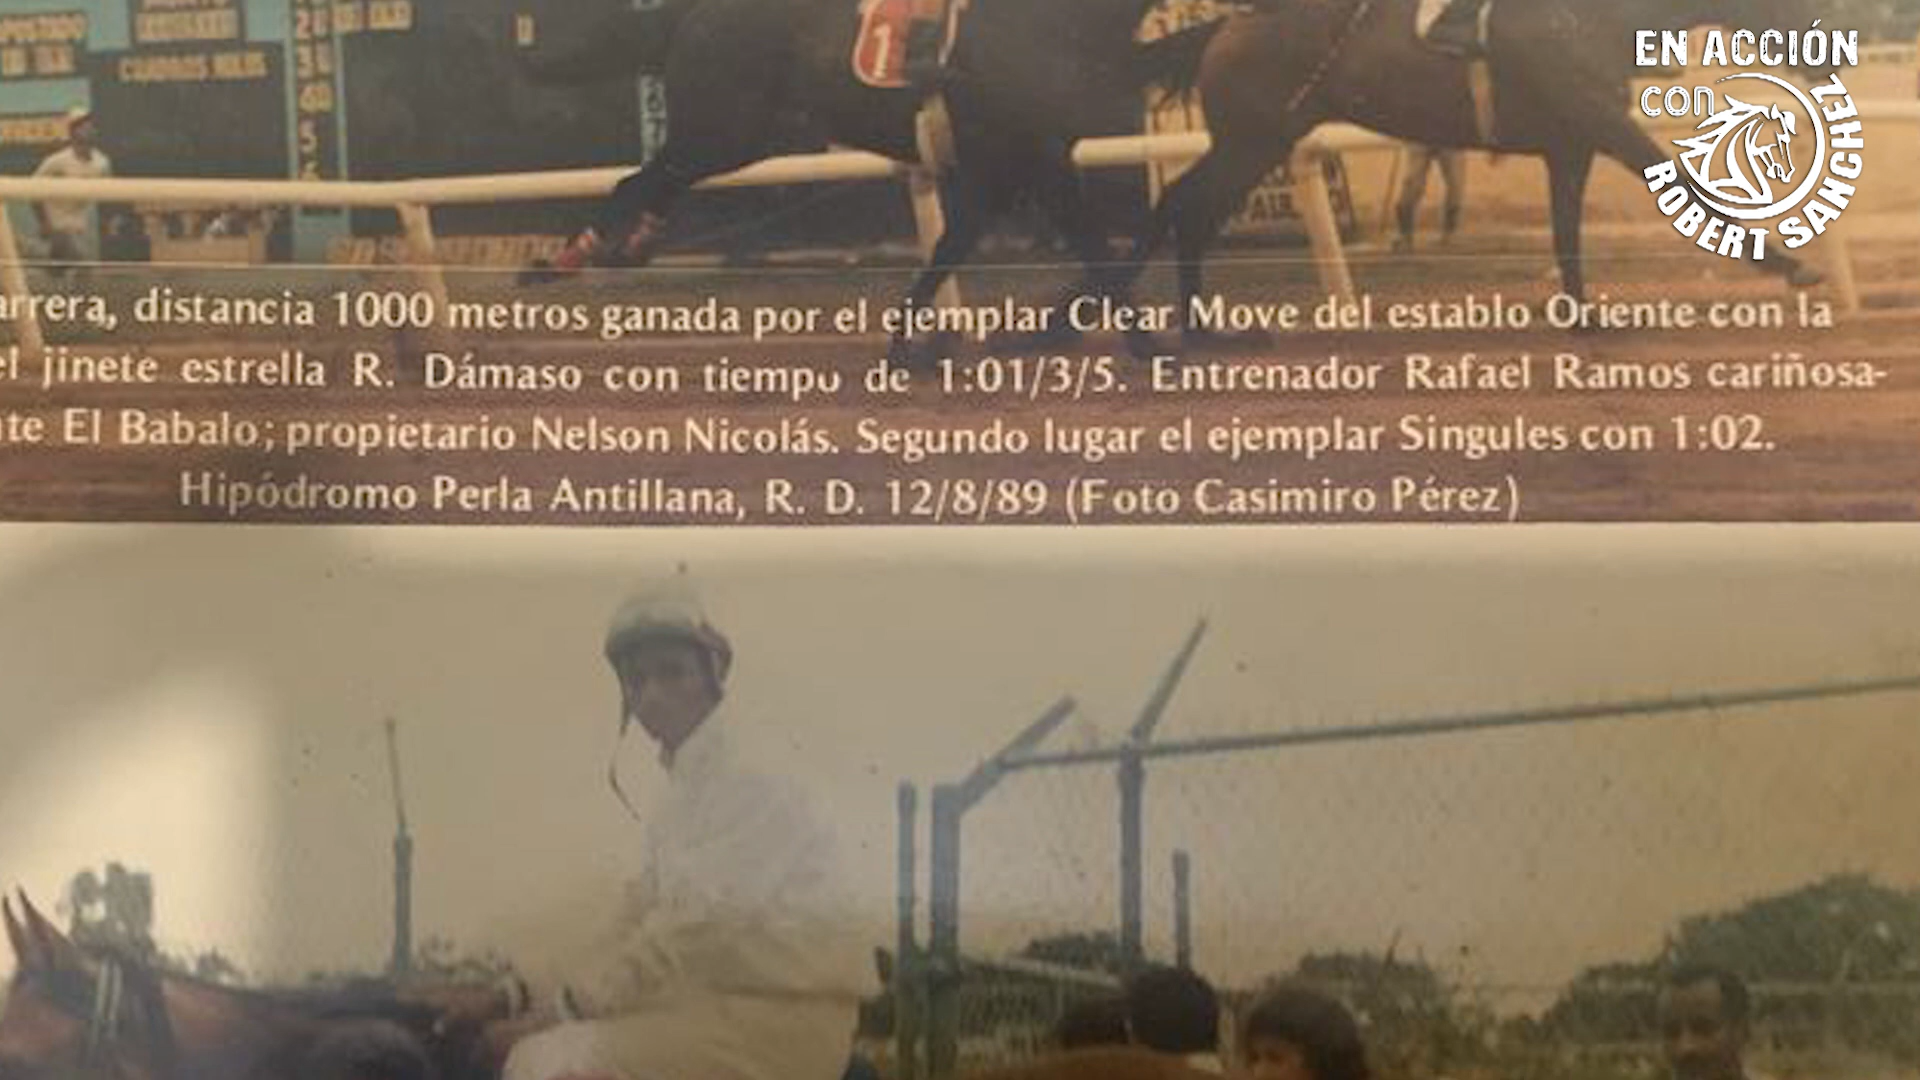 EN ACCIÓN
con
ROBERT SANCHEZ
CUADROS
1
arrera, distancia 1000 metros ganada por el ejemplar Clear Move del establo Oriente con la
el jinete estrella R. Dámaso con tiempo de 1:01/3/5. Entrenador Rafael Ramos cariñosa-
te El Babalo; propietario Nelson Nicolás. Segundo lugar el ejemplar Singules con 1:02.
Hipódromo Perla Antillana, R. D. 12/8/89 (Foto Casimiro Pérez)